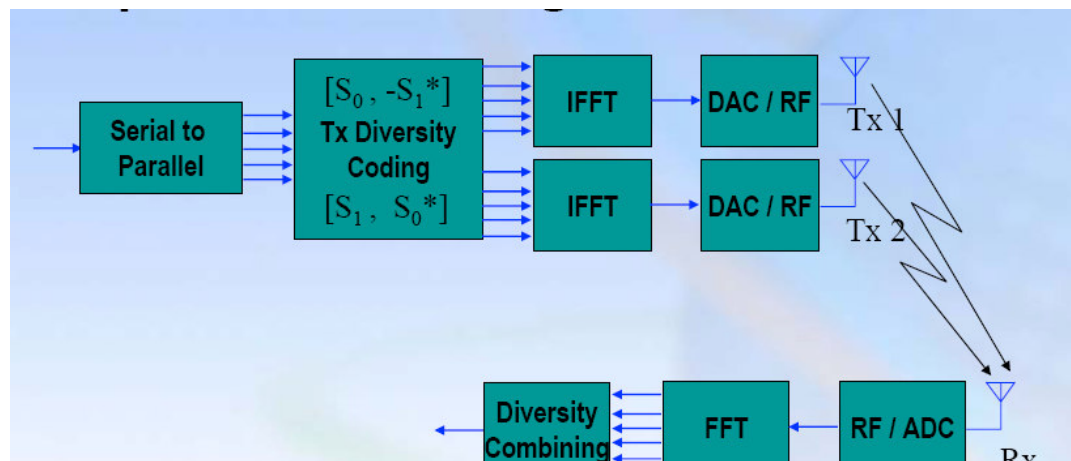 [S₀ , -S₁*]
Serial to
Parallel
Tx Diversity
Coding
[S₁ , S₀*]
IFFT
DAC / RF
Tx 1
IFFT
DAC / RF
Tx 2
Diversity
Combining
FFT
RF / ADC
Rx